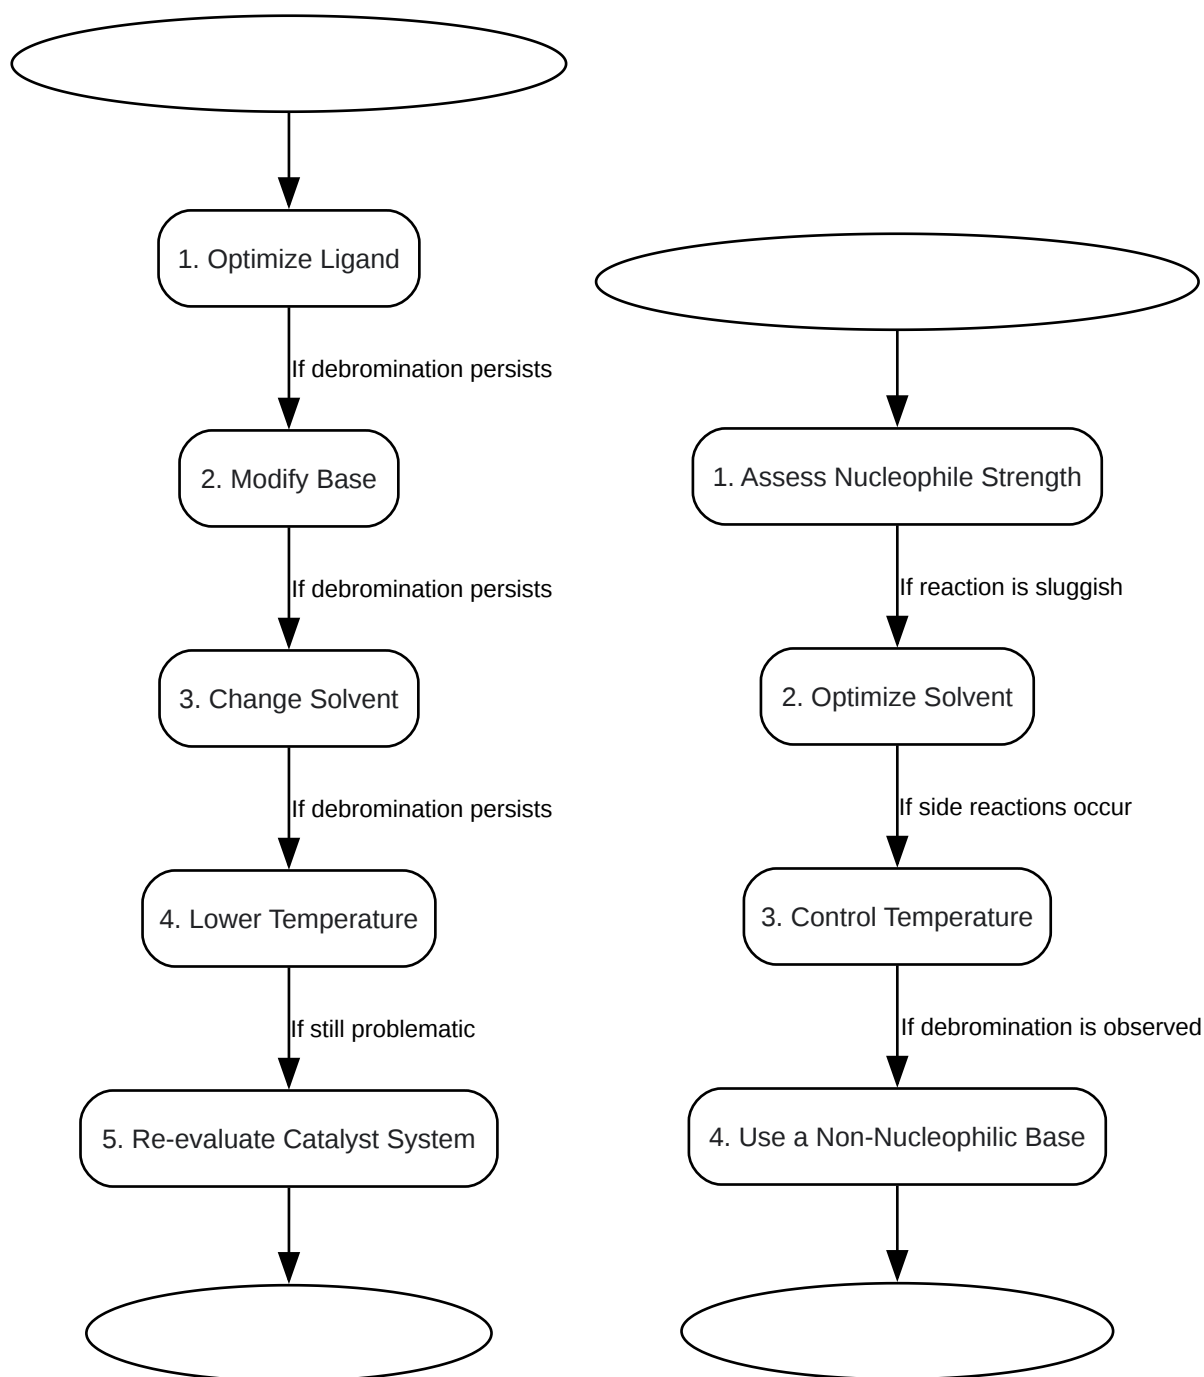 1. Optimize Ligand
If debromination persists
2. Modify Base
If debromination persists
3. Change Solvent
If debromination persists
4. Lower Temperature
If still problematic
5. Re-evaluate Catalyst System
1. Assess Nucleophile Strength
If reaction is sluggish
2. Optimize Solvent
If side reactions occur
3. Control Temperature
If debromination is observed
4. Use a Non-Nucleophilic Base